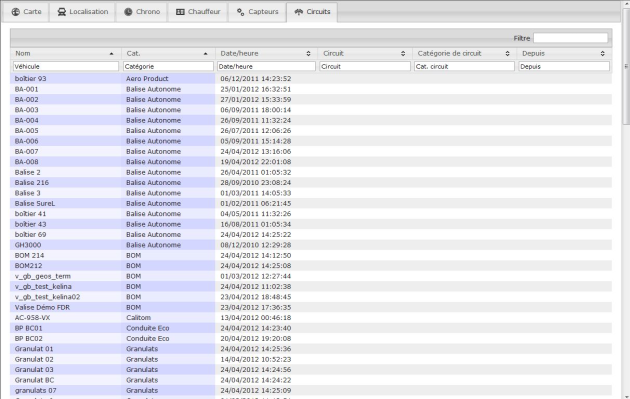 Carte Localisation Chrono Chauffeur Capteurs Circuits
Filtre
Nom Cat. Date/heure Circuit Catégorie de circuit Depuis
Véhicule Catégorie Date/heure Circuit Cat. circuit Depuis
boîtier 93 Aero Product 06/12/2011 14:23:52
BA-001 Balise Autonome 25/01/2012 16:32:51
BA-002 Balise Autonome 27/01/2012 15:33:59
BA-003 Balise Autonome 06/09/2011 18:00:14
BA-004 Balise Autonome 26/09/2011 11:32:24
BA-005 Balise Autonome 26/07/2011 12:06:26
BA-006 Balise Autonome 05/09/2011 15:14:28
BA-007 Balise Autonome 24/04/2012 13:16:06
BA-008 Balise Autonome 19/04/2012 22:01:08
Balise 2 Balise Autonome 26/04/2011 01:05:32
Balise 216 Balise Autonome 28/09/2010 23:08:24
Balise 3 Balise Autonome 01/03/2011 14:05:33
Balise SureL Balise Autonome 01/02/2011 06:21:45
boîtier 41 Balise Autonome 04/05/2011 11:32:26
boîtier 43 Balise Autonome 16/08/2011 01:05:34
boîtier 69 Balise Autonome 24/04/2012 14:25:22
GH3000 Balise Autonome 08/12/2010 12:29:28
BOM 214 BOM 24/04/2012 14:12:50
BOM212 BOM 24/04/2012 14:25:08
v_gb_geos_term BOM 01/03/2012 12:27:44
v_gb_test_kelina BOM 24/04/2012 11:02:38
v_gb_test_kelina02 BOM 23/04/2012 18:48:45
Valise Démo FDR BOM 23/04/2012 17:36:35
AC-958-VX Calitom 13/04/2012 00:46:18
BP BC01 Conduite Eco 24/04/2012 14:23:40
BP BC02 Conduite Eco 20/04/2012 19:20:08
Granulat 01 Granulats 24/04/2012 14:25:36
Granulat 02 Granulats 14/04/2012 10:52:23
Granulat 03 Granulats 24/04/2012 14:24:56
Granulat BC Granulats 24/04/2012 14:24:22
granulats 07 Granulats 24/04/2012 14:25:09